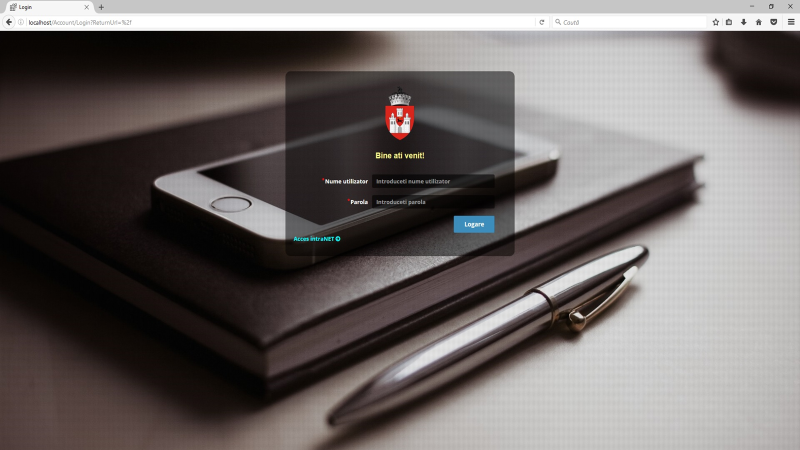 Login
localhost/Account/Login?ReturnUrl=%2f
Caută
Bine ati venit!
*Nume utilizator
Introduceti nume utilizator
*Parola
Introduceti parola
Logare
Acces intraNET